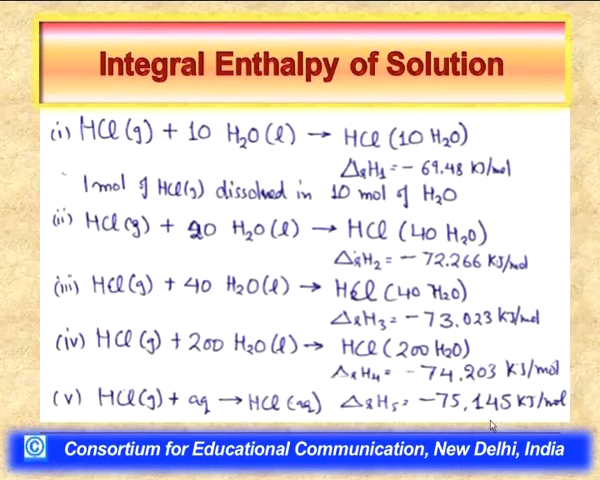 Integral Enthalpy of Solution
(i) HCl(g) + 10 H₂O(l) → HCl (10 H₂O)
ΔₛH₁ = - 69.48 KJ/mol
1 mol of HCl(g) dissolved in 10 mol of H₂O
(ii) HCl(g) + 20 H₂O(l) → HCl (40 H₂O)
ΔₛH₂ = - 72.266 KJ/mol
(iii) HCl(g) + 40 H₂O(l) → HCl (40 H₂O)
ΔₛH₃ = - 73.023 KJ/mol
(iv) HCl(g) + 200 H₂O(l) → HCl (200 H₂O)
ΔₛH₄ = - 74.203 KJ/mol
(v) HCl(g) + aq → HCl(aq) ΔₛH₅ = - 75.145 KJ/mol
© Consortium for Educational Communication, New Delhi, India